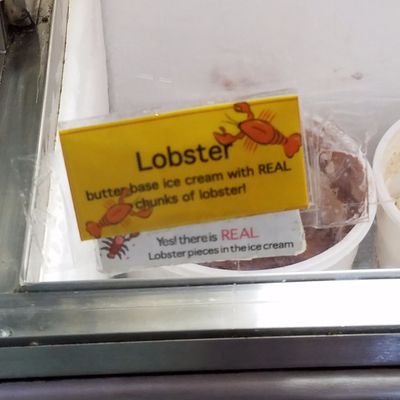 Lobster
butter base ice cream with REAL
chunks of lobster!
Yes! there is REAL
Lobster pieces in the ice cream